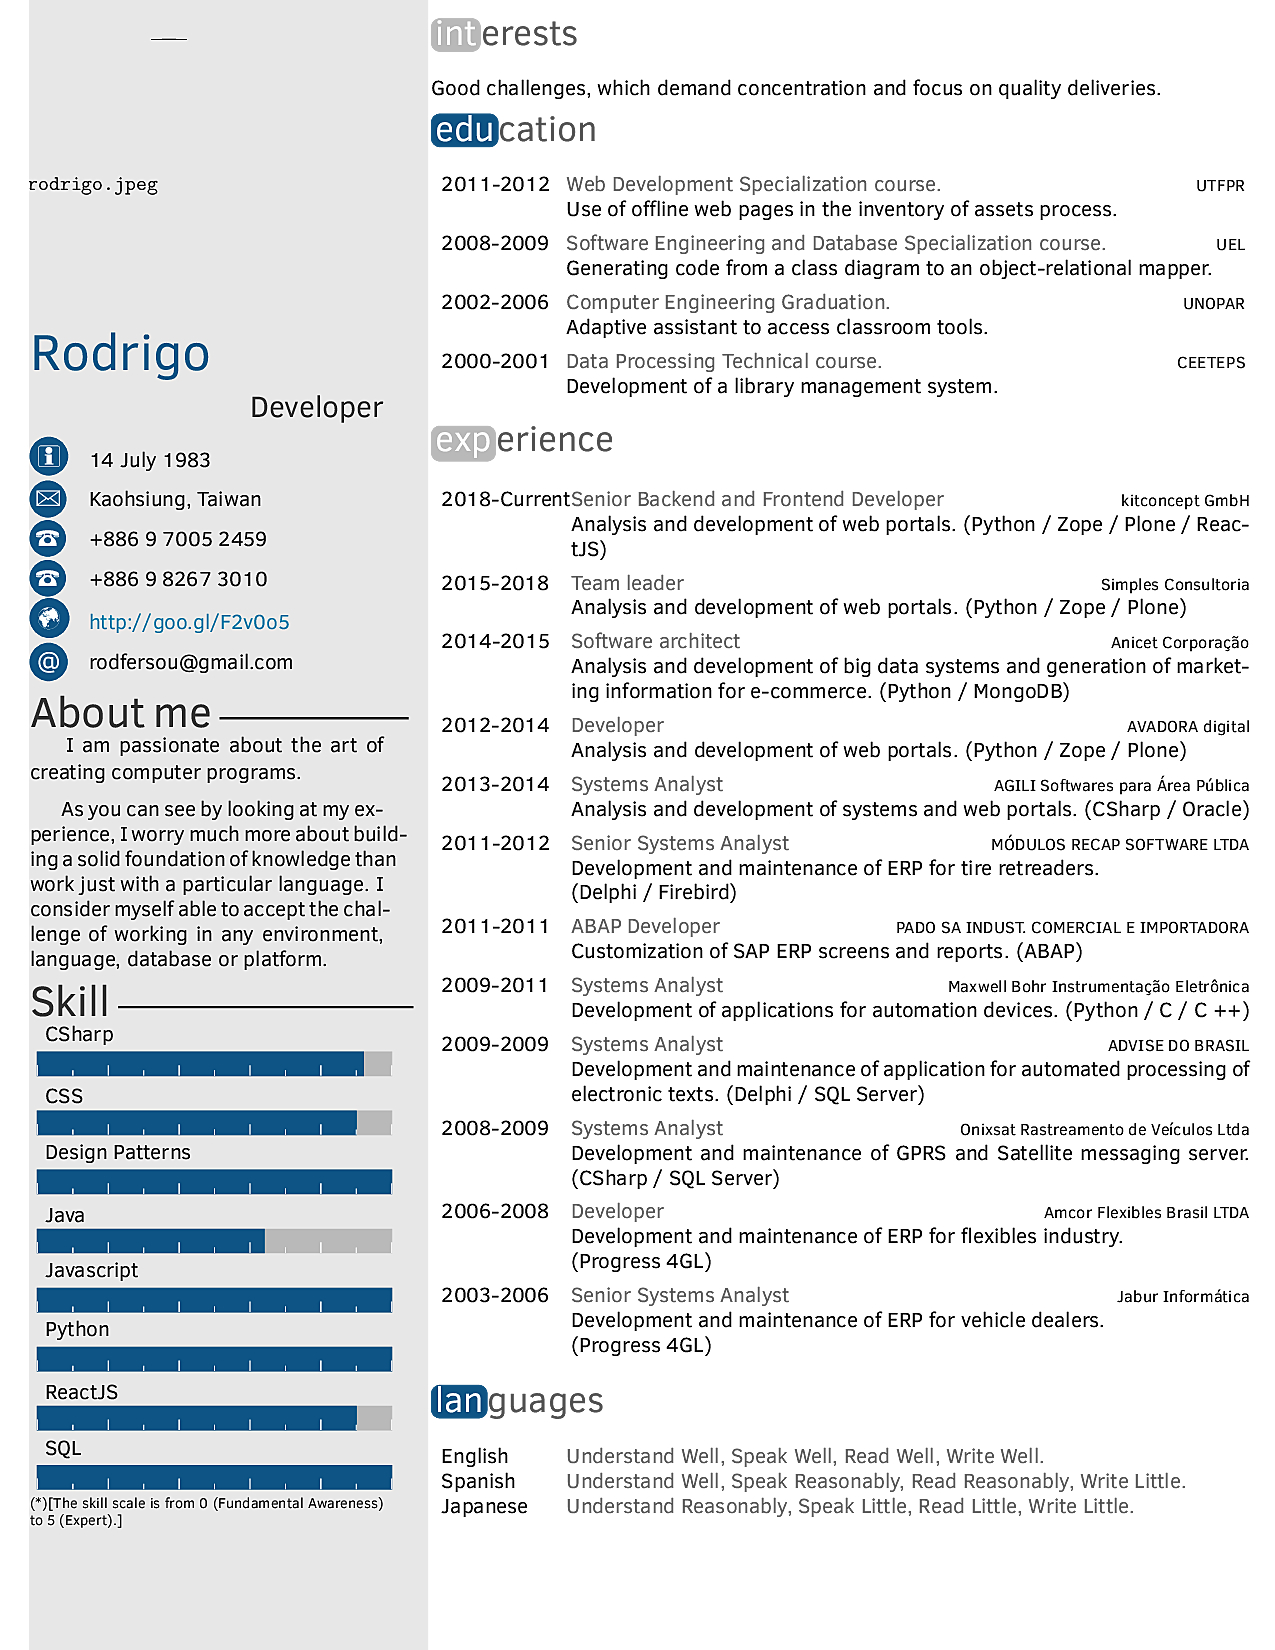 rodrigo.jpeg
Rodrigo
Developer
14 July 1983
Kaohsiung, Taiwan
+886 9 7005 2459
+886 9 8267 3010
http://goo.gl/F2v0o5
rodfersou@gmail.com
About me
I am passionate about the art of
creating computer programs.
As you can see by looking at my ex-
perience, I worry much more about build-
ing a solid foundation of knowledge than
work just with a particular language. I
consider myself able to accept the chal-
lenge of working in any environment,
language, database or platform.
Skill
CSharp
CSS
Design Patterns
Java
Javascript
Python
ReactJS
SQL
(*)[The skill scale is from 0 (Fundamental Awareness)
to 5 (Expert).]
interests
Good challenges, which demand concentration and focus on quality deliveries.
education
2011-2012 Web Development Specialization course. UTFPR
Use of offline web pages in the inventory of assets process.
2008-2009 Software Engineering and Database Specialization course. UEL
Generating code from a class diagram to an object-relational mapper.
2002-2006 Computer Engineering Graduation. UNOPAR
Adaptive assistant to access classroom tools.
2000-2001 Data Processing Technical course. CEETEPS
Development of a library management system.
experience
2018-Current Senior Backend and Frontend Developer kitconcept GmbH
Analysis and development of web portals. (Python / Zope / Plone / Reac-
tJS)
2015-2018 Team leader Simples Consultoria
Analysis and development of web portals. (Python / Zope / Plone)
2014-2015 Software architect Anicet Corporação
Analysis and development of big data systems and generation of market-
ing information for e-commerce. (Python / MongoDB)
2012-2014 Developer AVADORA digital
Analysis and development of web portals. (Python / Zope / Plone)
2013-2014 Systems Analyst AGILI Softwares para Área Pública
Analysis and development of systems and web portals. (CSharp / Oracle)
2011-2012 Senior Systems Analyst MÓDULOS RECAP SOFTWARE LTDA
Development and maintenance of ERP for tire retreaders.
(Delphi / Firebird)
2011-2011 ABAP Developer PADO SA INDUST. COMERCIAL E IMPORTADORA
Customization of SAP ERP screens and reports. (ABAP)
2009-2011 Systems Analyst Maxwell Bohr Instrumentação Eletrônica
Development of applications for automation devices. (Python / C / C ++)
2009-2009 Systems Analyst ADVISE DO BRASIL
Development and maintenance of application for automated processing of
electronic texts. (Delphi / SQL Server)
2008-2009 Systems Analyst Onixsat Rastreamento de Veículos Ltda
Development and maintenance of GPRS and Satellite messaging server.
(CSharp / SQL Server)
2006-2008 Developer Amcor Flexibles Brasil LTDA
Development and maintenance of ERP for flexibles industry.
(Progress 4GL)
2003-2006 Senior Systems Analyst Jabur Informática
Development and maintenance of ERP for vehicle dealers.
(Progress 4GL)
languages
English Understand Well, Speak Well, Read Well, Write Well.
Spanish Understand Well, Speak Reasonably, Read Reasonably, Write Little.
Japanese Understand Reasonably, Speak Little, Read Little, Write Little.